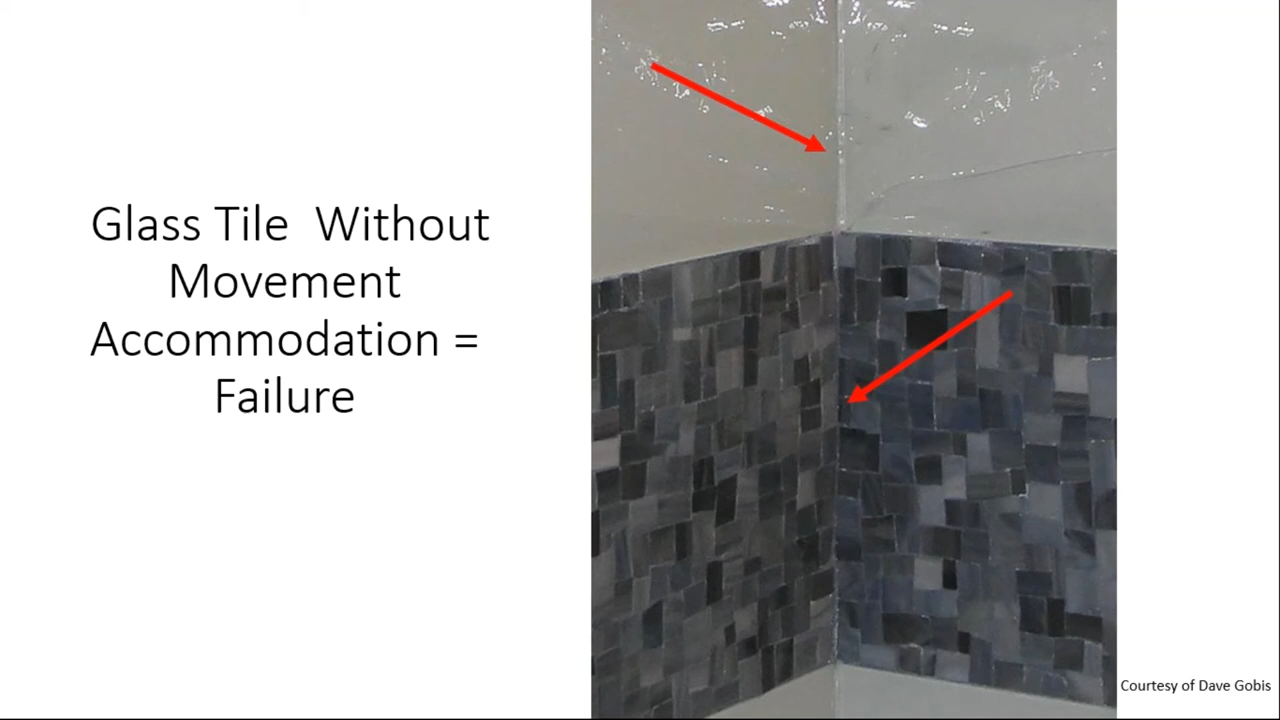 Glass Tile  Without
Movement
Accommodation =
Failure
Courtesy of Dave Gobis